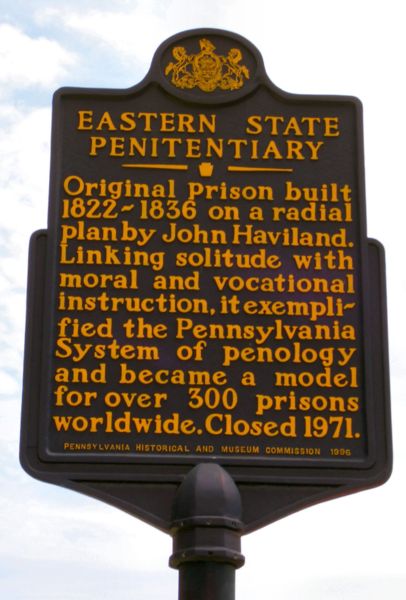 EASTERN STATE
PENITENTIARY
Original prison built
1822~1836 on a radial
plan by John Haviland.
Linking solitude with
moral and vocational
instruction, it exempli~
fied the Pennsylvania
System of penology
and became a model
for over 300 prisons
worldwide. Closed 1971.
PENNSYLVANIA HISTORICAL AND MUSEUM COMMISSION 1996